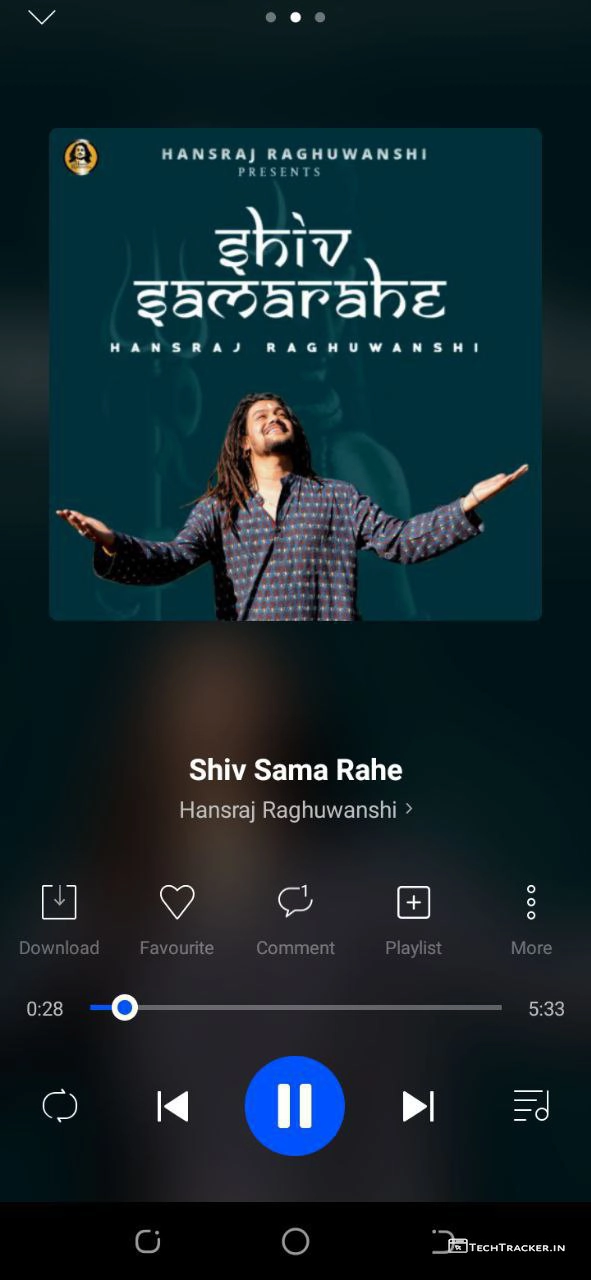 HANSRAJ RAGHUWANSHI
PRESENTS
shiv
samarahe
HANSRAJ RAGHUWANSHI
Shiv Sama Rahe
Hansraj Raghuwanshi
1
Download Favourite Comment Playlist More
0:28 5:33
TECHTRACKER.IN